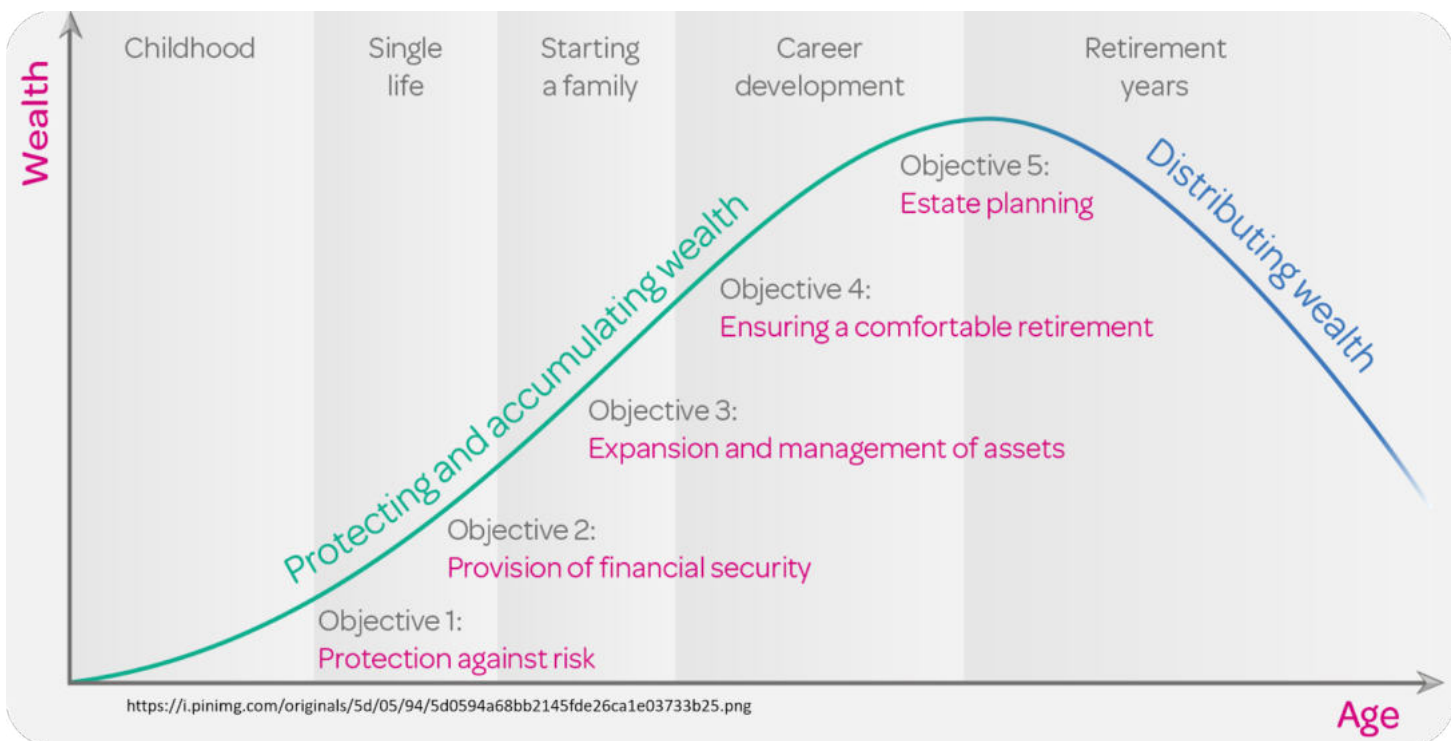 Wealth
Childhood
Single
life
Starting
a family
Career
development
Retirement
years
Protecting and accumulating wealth
Distributing wealth
Objective 5:
Estate planning
Objective 4:
Ensuring a comfortable retirement
Objective 3:
Expansion and management of assets
Objective 2:
Provision of financial security
Objective 1:
Protection against risk
https://i.pinimg.com/originals/5d/05/94/5d0594a68bb2145fde26ca1e03733b25.png
Age